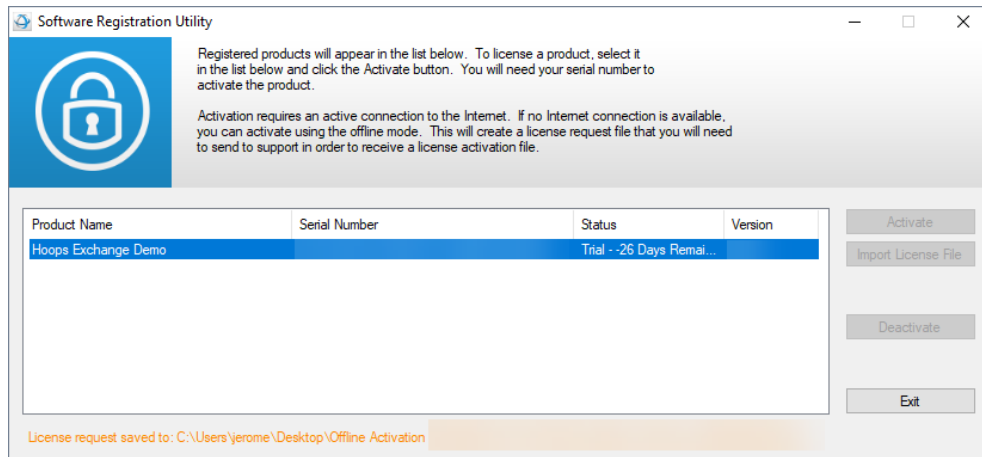 Software Registration Utility
Registered products will appear in the list below. To license a product, select it
in the list below and click the Activate button. You will need your serial number to
activate the product.
Activation requires an active connection to the Internet. If no Internet connection is available,
you can activate using the offline mode. This will create a license request file that you will need
to send to support in order to receive a license activation file.
Product Name Serial Number Status Version
Hoops Exchange Demo Trial - -26 Days Remai...
Activate
Import License File
Deactivate
Exit
License request saved to: C:\Users\jerome\Desktop\Offline Activation